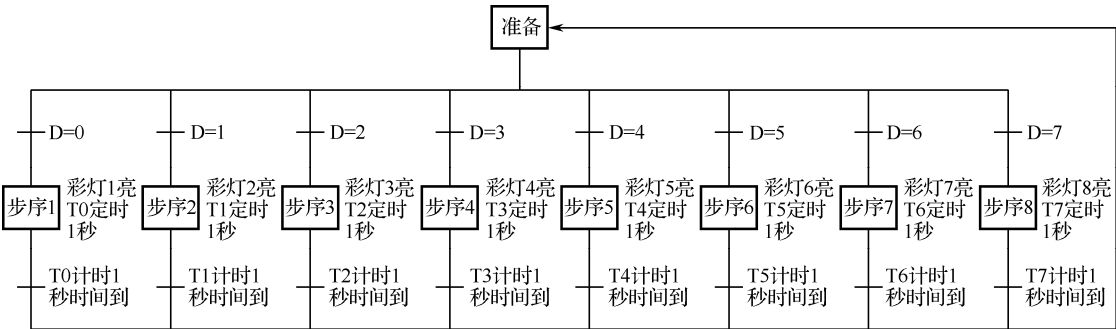 准备
D=0
D=1
D=2
D=3
D=4
D=5
D=6
D=7
步序1
彩灯1亮
T0定时
1秒
步序2
彩灯2亮
T1定时
1秒
步序3
彩灯3亮
T2定时
1秒
步序4
彩灯4亮
T3定时
1秒
步序5
彩灯5亮
T4定时
1秒
步序6
彩灯6亮
T5定时
1秒
步序7
彩灯7亮
T6定时
1秒
步序8
彩灯8亮
T7定时
1秒
T0计时1
秒时间到
T1计时1
秒时间到
T2计时1
秒时间到
T3计时1
秒时间到
T4计时1
秒时间到
T5计时1
秒时间到
T6计时1
秒时间到
T7计时1
秒时间到